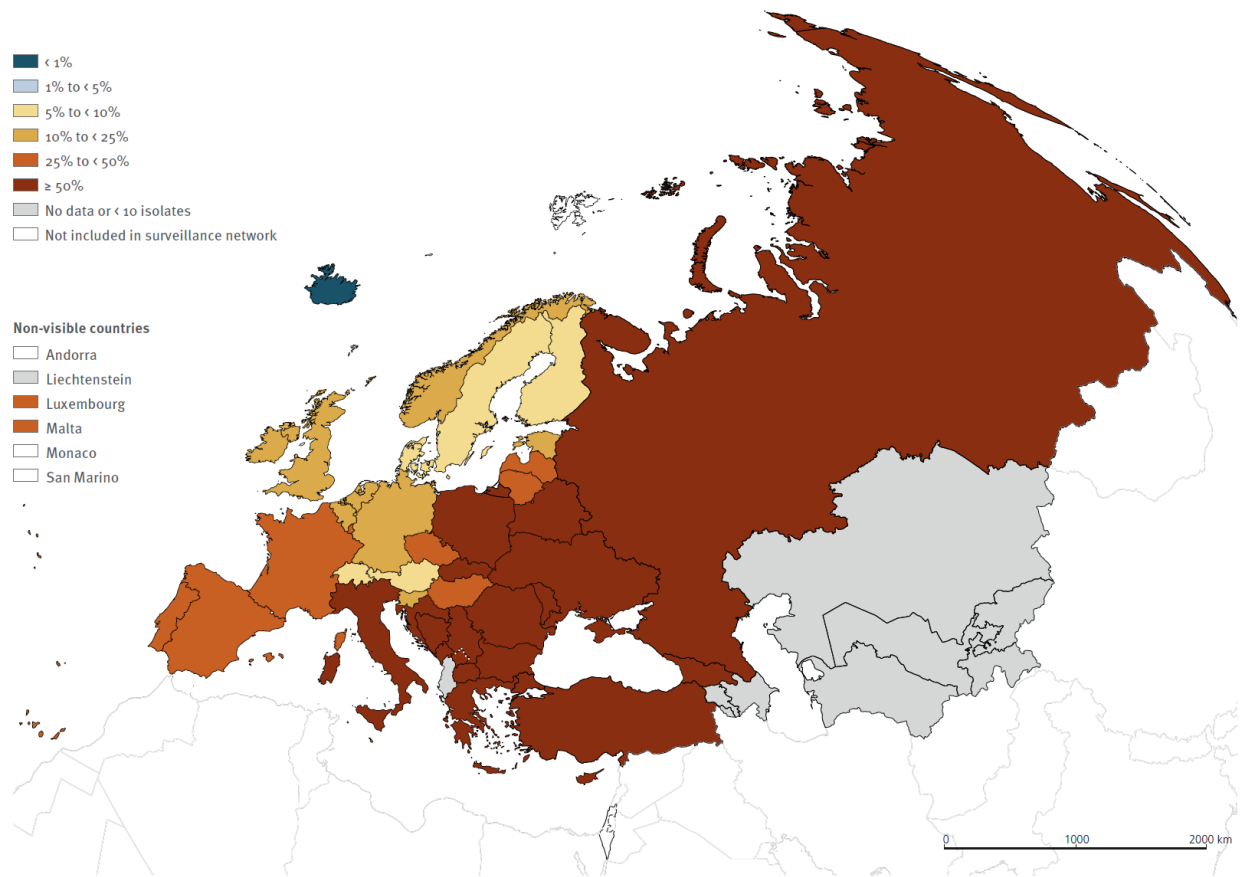 < 1%
1% to < 5%
5% to < 10%
10% to < 25%
25% to < 50%
≥ 50%
No data or < 10 isolates
Not included in surveillance network
Non-visible countries
Andorra
Liechtenstein
Luxembourg
Malta
Monaco
San Marino
0 1000 2000 km